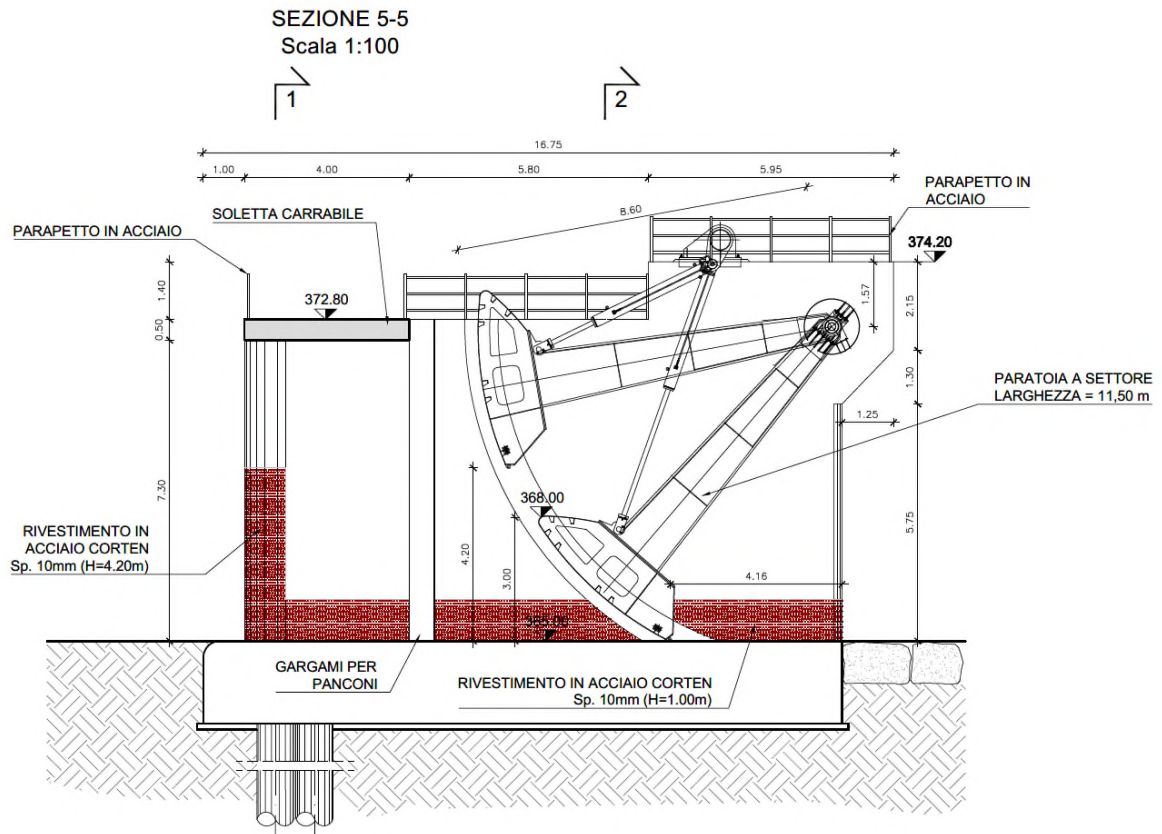 SEZIONE 5-5
Scala 1:100
1
2
16.75
1.00
4.00
5.80
5.95
8.60
PARAPETTO IN
ACCIAIO
SOLETTA CARRABILE
PARAPETTO IN ACCIAIO
374.20
1.40
372.80
1.57
2.15
0.50
1.30
PARATOIA A SETTORE
LARGHEZZA = 11,50 m
1.25
7.30
368.00
RIVESTIMENTO IN
ACCIAIO CORTEN
Sp. 10mm (H=4.20m)
4.20
3.00
5.75
4.16
365.00
GARGAMI PER
PANCONI
RIVESTIMENTO IN ACCIAIO CORTEN
Sp. 10mm (H=1.00m)